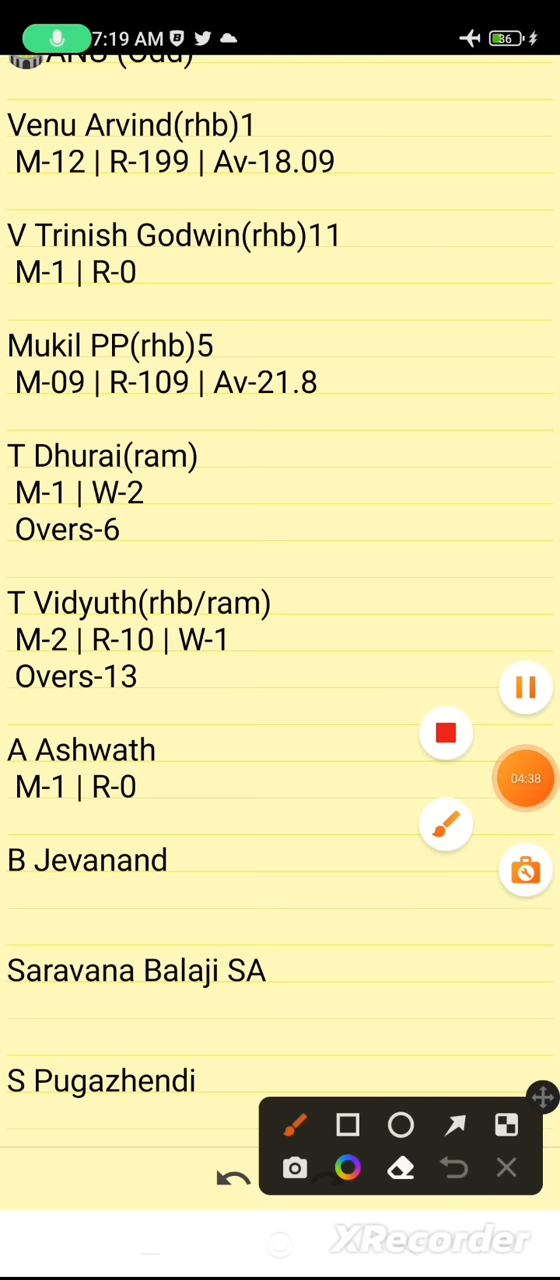 7:19 AM
36
Venu Arvind(rhb)1
M-12 | R-199 | Av-18.09
V Trinish Godwin(rhb)11
M-1 | R-0
Mukil PP(rhb)5
M-09 | R-109 | Av-21.8
T Dhurai(ram)
M-1 | W-2
Overs-6
T Vidyuth(rhb/ram)
M-2 | R-10 | W-1
Overs-13
A Ashwath
M-1 | R-0
04:38
B Jevanand
Saravana Balaji SA
S Pugazhendi
XRecorder